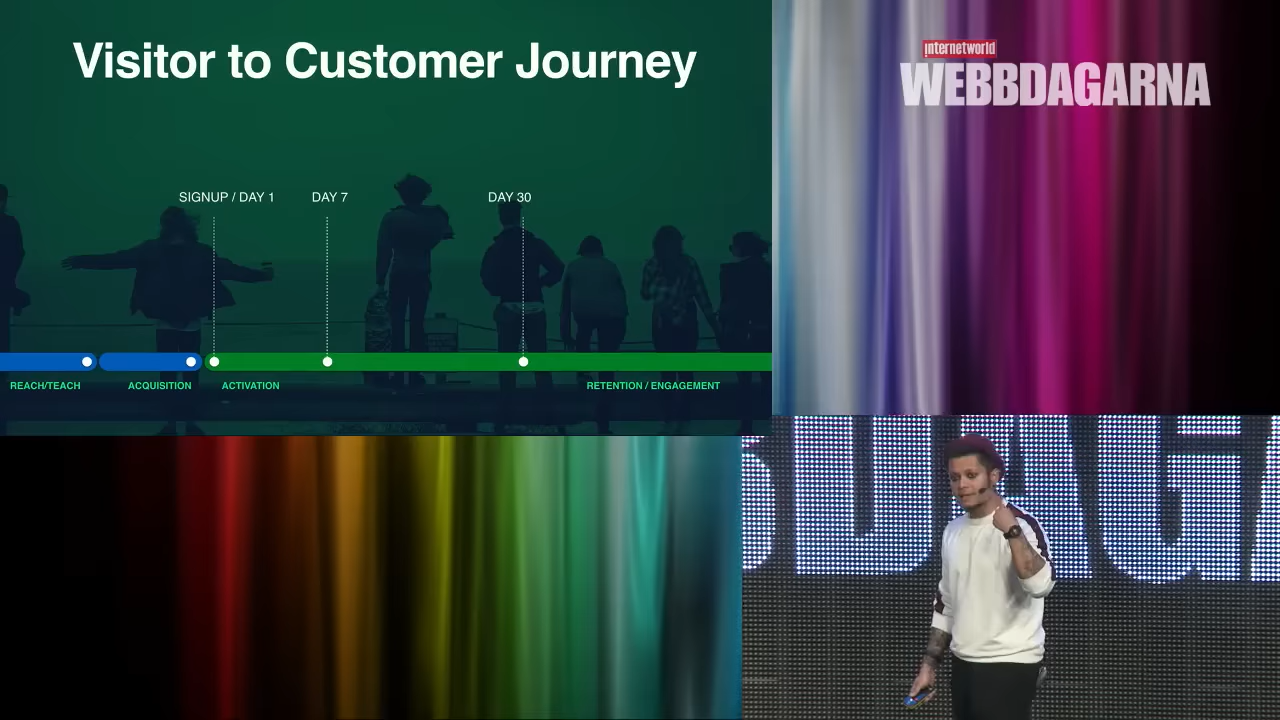 Visitor to Customer Journey
SIGNUP / DAY 1
DAY 7
DAY 30
REACH/TEACH
ACQUISITION
ACTIVATION
RETENTION / ENGAGEMENT
internetworld
WEBBDAGARNA
DAGA